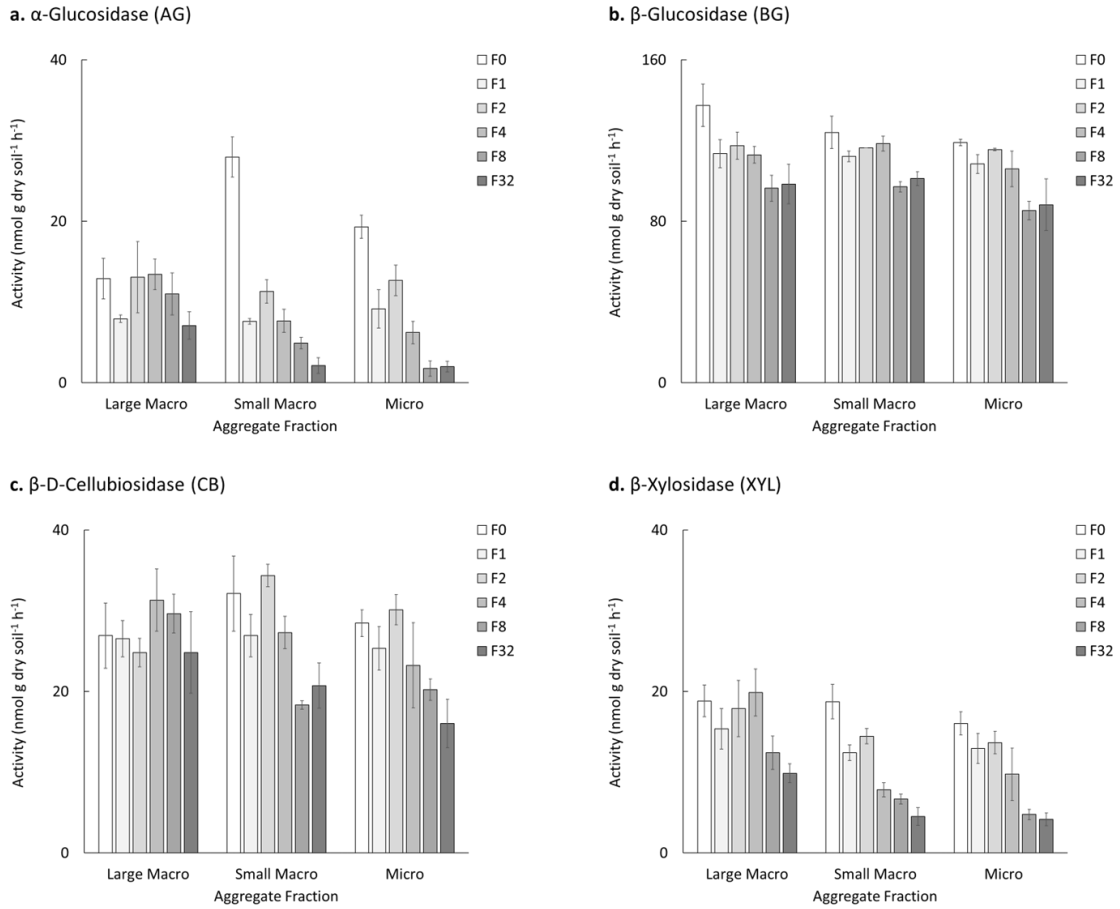 a. α-Glucosidase (AG)
40
20
0
Activity (nmol g dry soil⁻¹ h⁻¹)
Large Macro Small Macro Micro
Aggregate Fraction
F0
F1
F2
F4
F8
F32
b. β-Glucosidase (BG)
160
80
0
Activity (nmol g dry soil⁻¹ h⁻¹)
Large Macro Small Macro Micro
Aggregate Fraction
F0
F1
F2
F4
F8
F32
c. β-D-Cellubiosidase (CB)
40
20
0
Activity (nmol g dry soil⁻¹ h⁻¹)
Large Macro Small Macro Micro
Aggregate Fraction
F0
F1
F2
F4
F8
F32
d. β-Xylosidase (XYL)
40
20
0
Activity (nmol g dry soil⁻¹ h⁻¹)
Large Macro Small Macro Micro
Aggregate Fraction
F0
F1
F2
F4
F8
F32